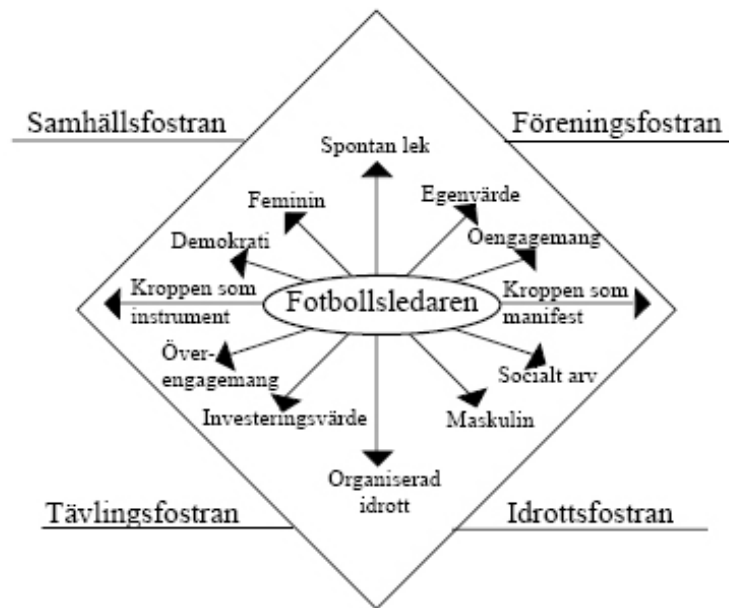 Samhällsfostran
Föreningsfostran
Spontan lek
Feminin
Egenvärde
Demokrati
Oengagemang
Kroppen som
instrument
Fotbollsledaren
Kroppen som
manifest
Över-
engagemang
Socialt arv
Investeringsvärde
Maskulin
Organiserad
idrott
Tävlingsfostran
Idrottsfostran